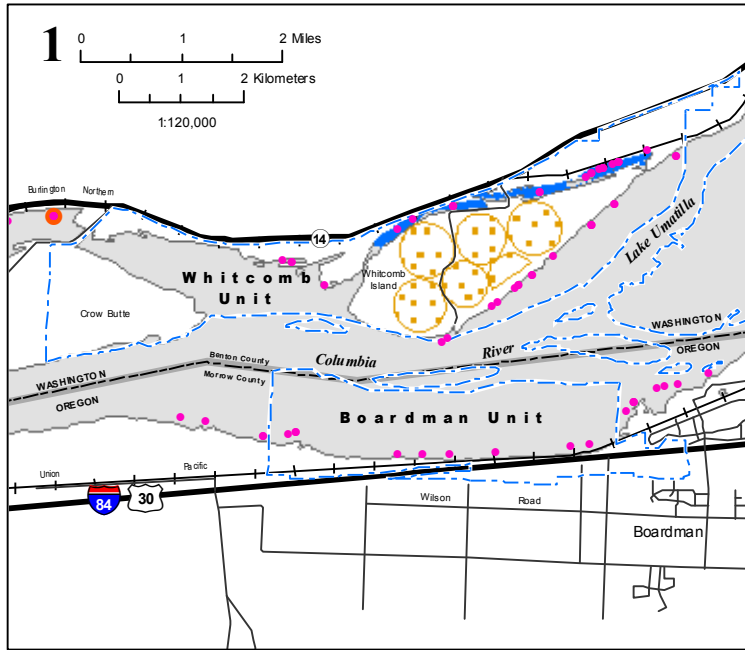 1
0 1 2 Miles
0 1 2 Kilometers
1:120,000
Burlington Northern
14
Lake Umatilla
Whitcomb
Unit
Whitcomb
Island
Crow Butte
Columbia River
WASHINGTON
OREGON
Benton County
Morrow County
WASHINGTON
OREGON
Boardman Unit
Union Pacific
84
30
Wilson Road
Boardman